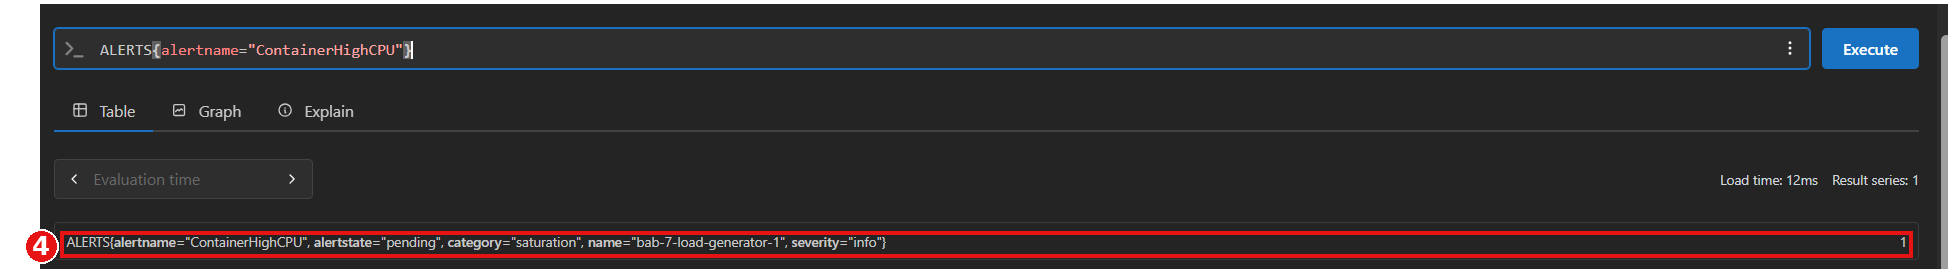 >_ ALERTS{alertname="ContainerHighCPU"}
Execute
Table Graph Explain
< Evaluation time >
Load time: 12ms Result series: 1
4 ALERTS{alertname="ContainerHighCPU", alertstate="pending", category="saturation", name="bab-7-load-generator-1", severity="info"} 1